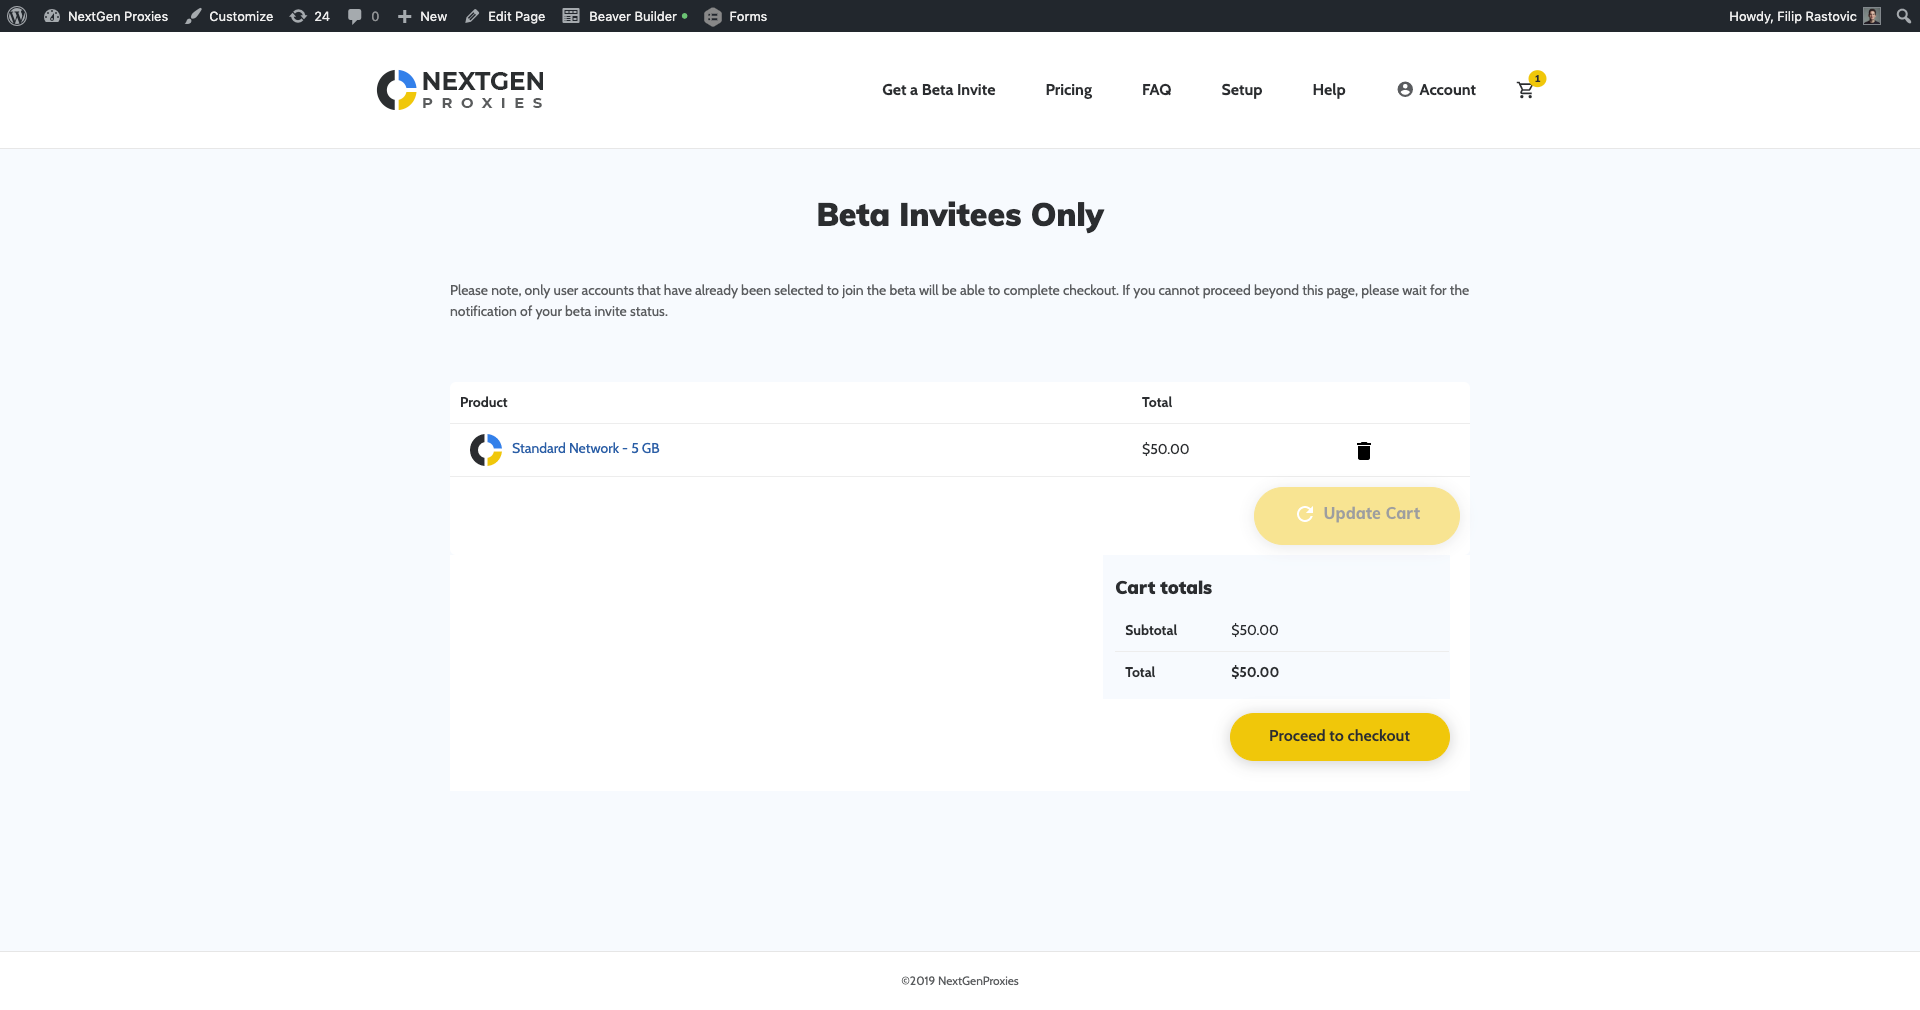 NextGen Proxies Customize 24 0 New Edit Page Beaver Builder Forms Howdy, Filip Rastovic
NEXTGEN
PROXIES
Get a Beta Invite Pricing FAQ Setup Help Account 1
Beta Invitees Only
Please note, only user accounts that have already been selected to join the beta will be able to complete checkout. If you cannot proceed beyond this page, please wait for the
notification of your beta invite status.
Product Total
Standard Network - 5 GB $50.00
Update Cart
Cart totals
Subtotal $50.00
Total $50.00
Proceed to checkout
©2019 NextGenProxies